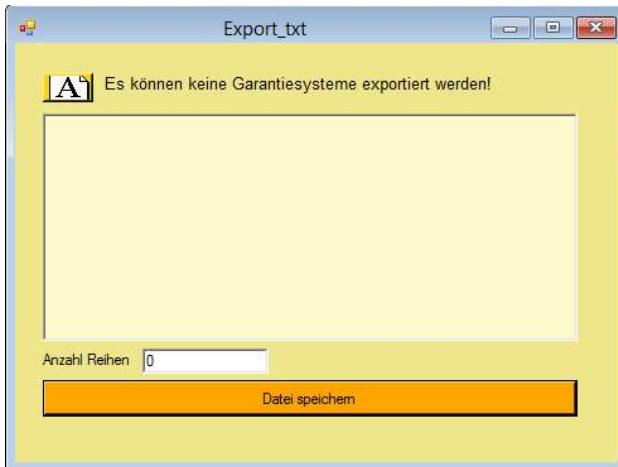 Export_txt
A
Es können keine Garantiesysteme exportiert werden!
Anzahl Reihen 0
Datei speichern